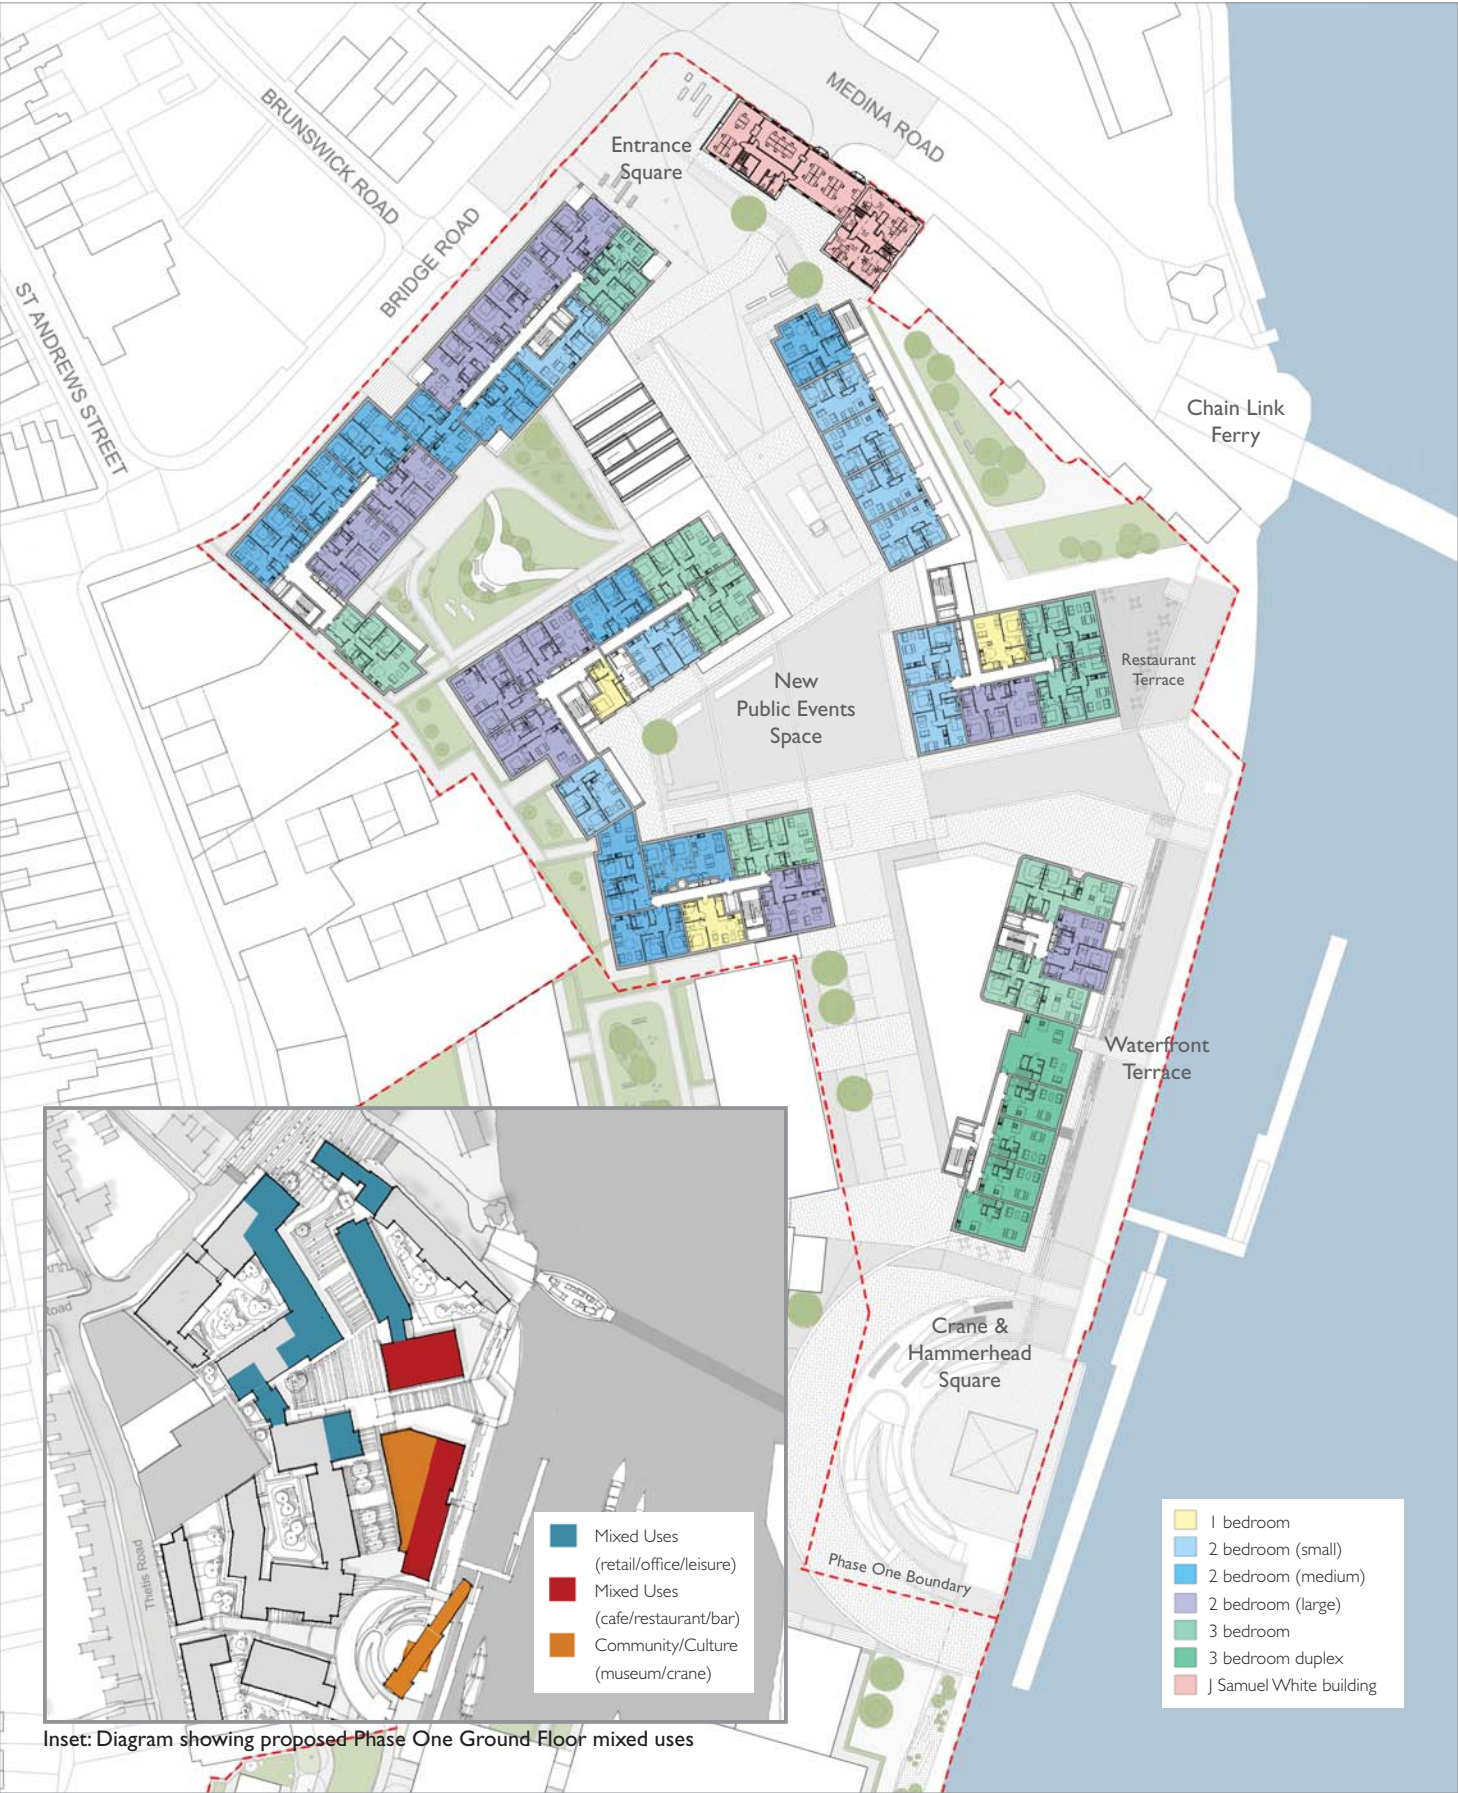 MEDINA ROAD
BRUNSWICK ROAD
Entrance
Square
BRIDGE ROAD
ST ANDREWS STREET
Chain Link
Ferry
Restaurant
Terrace
New
Public Events
Space
Waterfront
Terrace
Crane &
Hammerhead
Square
Phase One Boundary
1 bedroom
2 bedroom (small)
2 bedroom (medium)
2 bedroom (large)
3 bedroom
3 bedroom duplex
J Samuel White building
Road
Thetis Road
Mixed Uses
(retail/office/leisure)
Mixed Uses
(cafe/restaurant/bar)
Community/Culture
(museum/crane)
Inset: Diagram showing proposed Phase One Ground Floor mixed uses